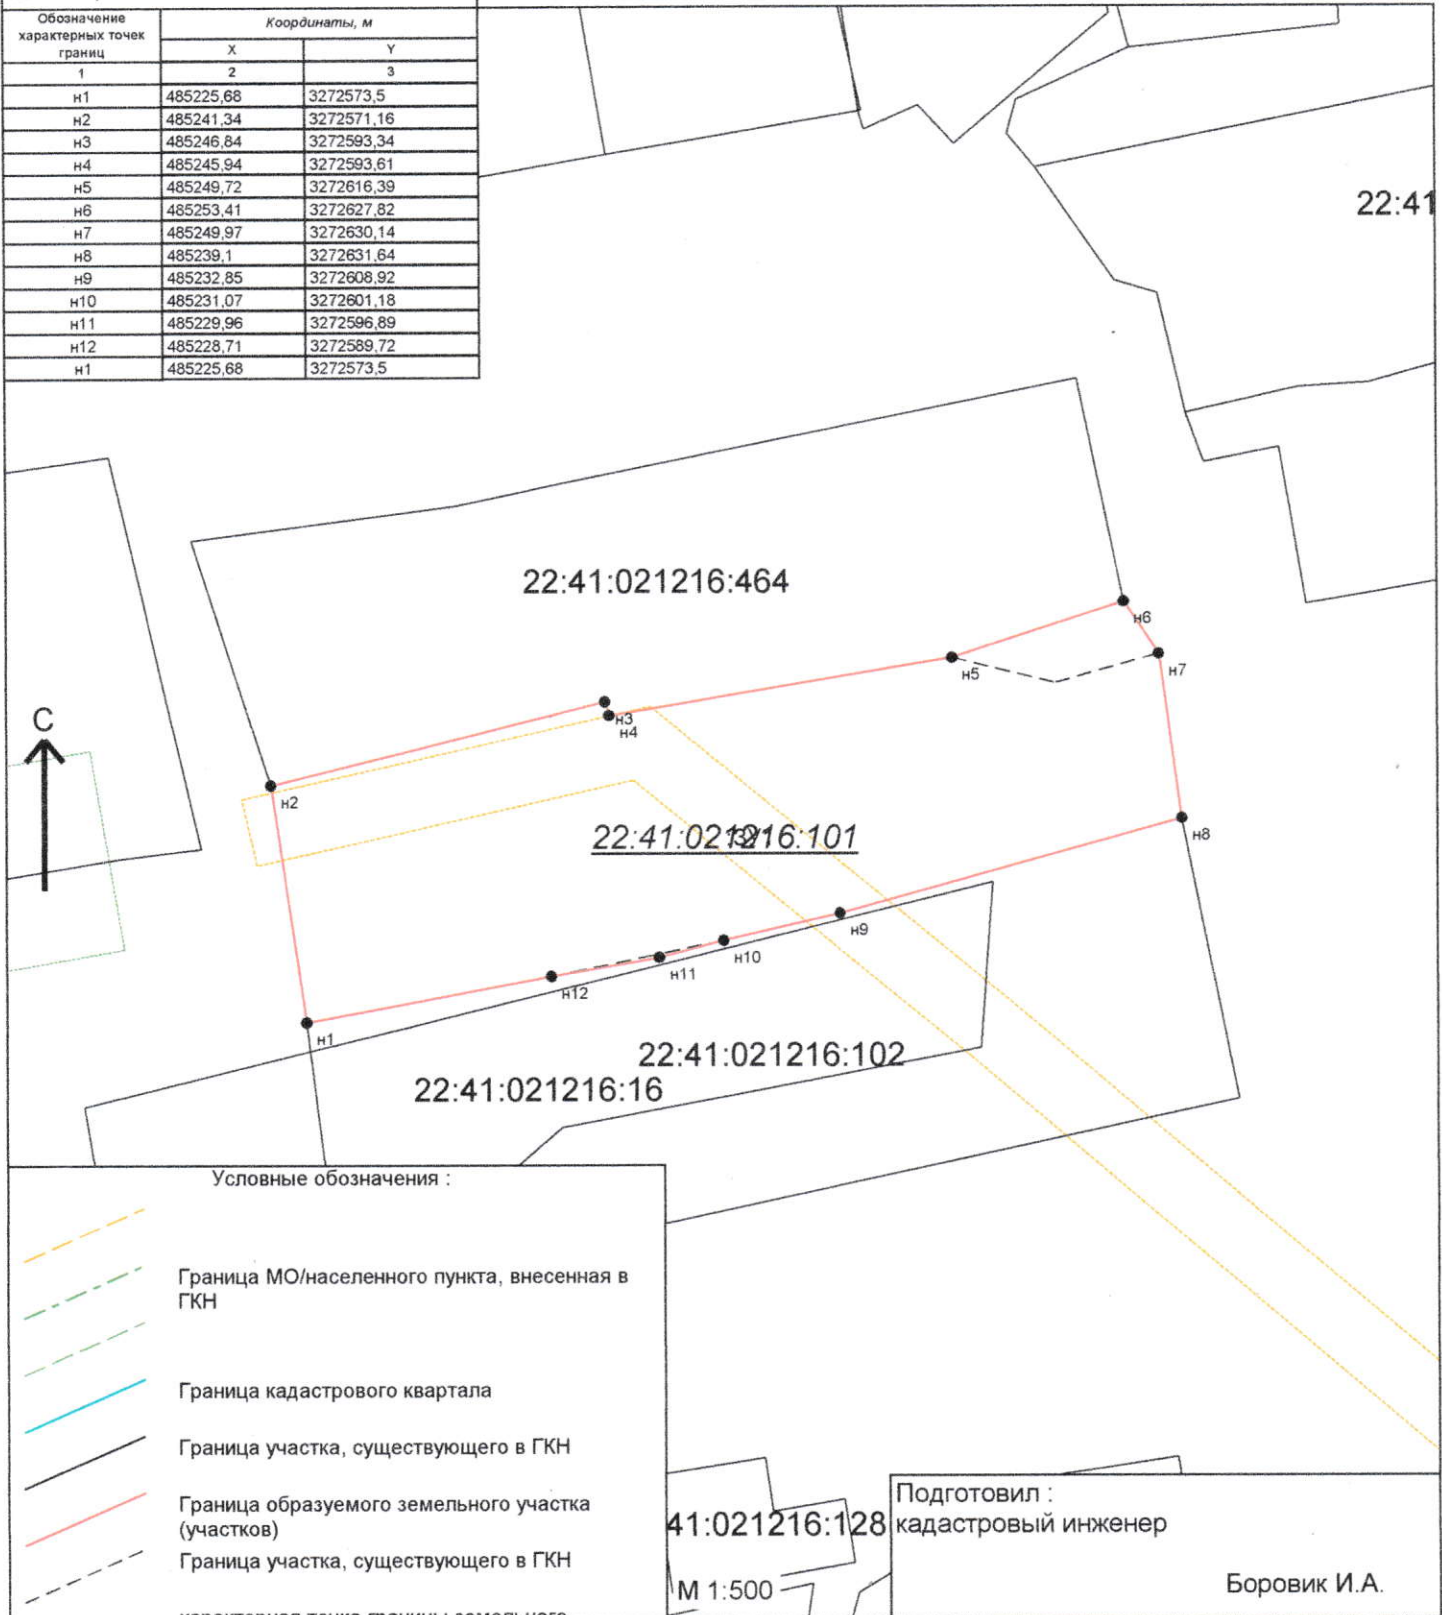 Обозначение
характерных точек
границ
Координаты, м
X Y
1 2 3
н1 485225,68 3272573,5
н2 485241,34 3272571,16
н3 485246,84 3272593,34
н4 485245,94 3272593,61
н5 485249,72 3272616,39
н6 485253,41 3272627,82
н7 485249,97 3272630,14
н8 485239,1 3272631,64
н9 485232,85 3272608,92
н10 485231,07 3272601,18
н11 485229,96 3272596,89
н12 485228,71 3272589,72
н1 485225,68 3272573,5
22:41
22:41:021216:464
н6
н5
н7
С
н3
н4
н2
22:41:021216:101
н8
н9
н10
н11
н12
н1
22:41:021216:102
22:41:021216:16
Условные обозначения :
Граница МО/населенного пункта, внесенная в
ГКН
Граница кадастрового квартала
Граница участка, существующего в ГКН
Граница образуемого земельного участка
(участков)
Граница участка, существующего в ГКН
41:021216:128
М 1:500
Подготовил :
кадастровый инженер
Боровик И.А.